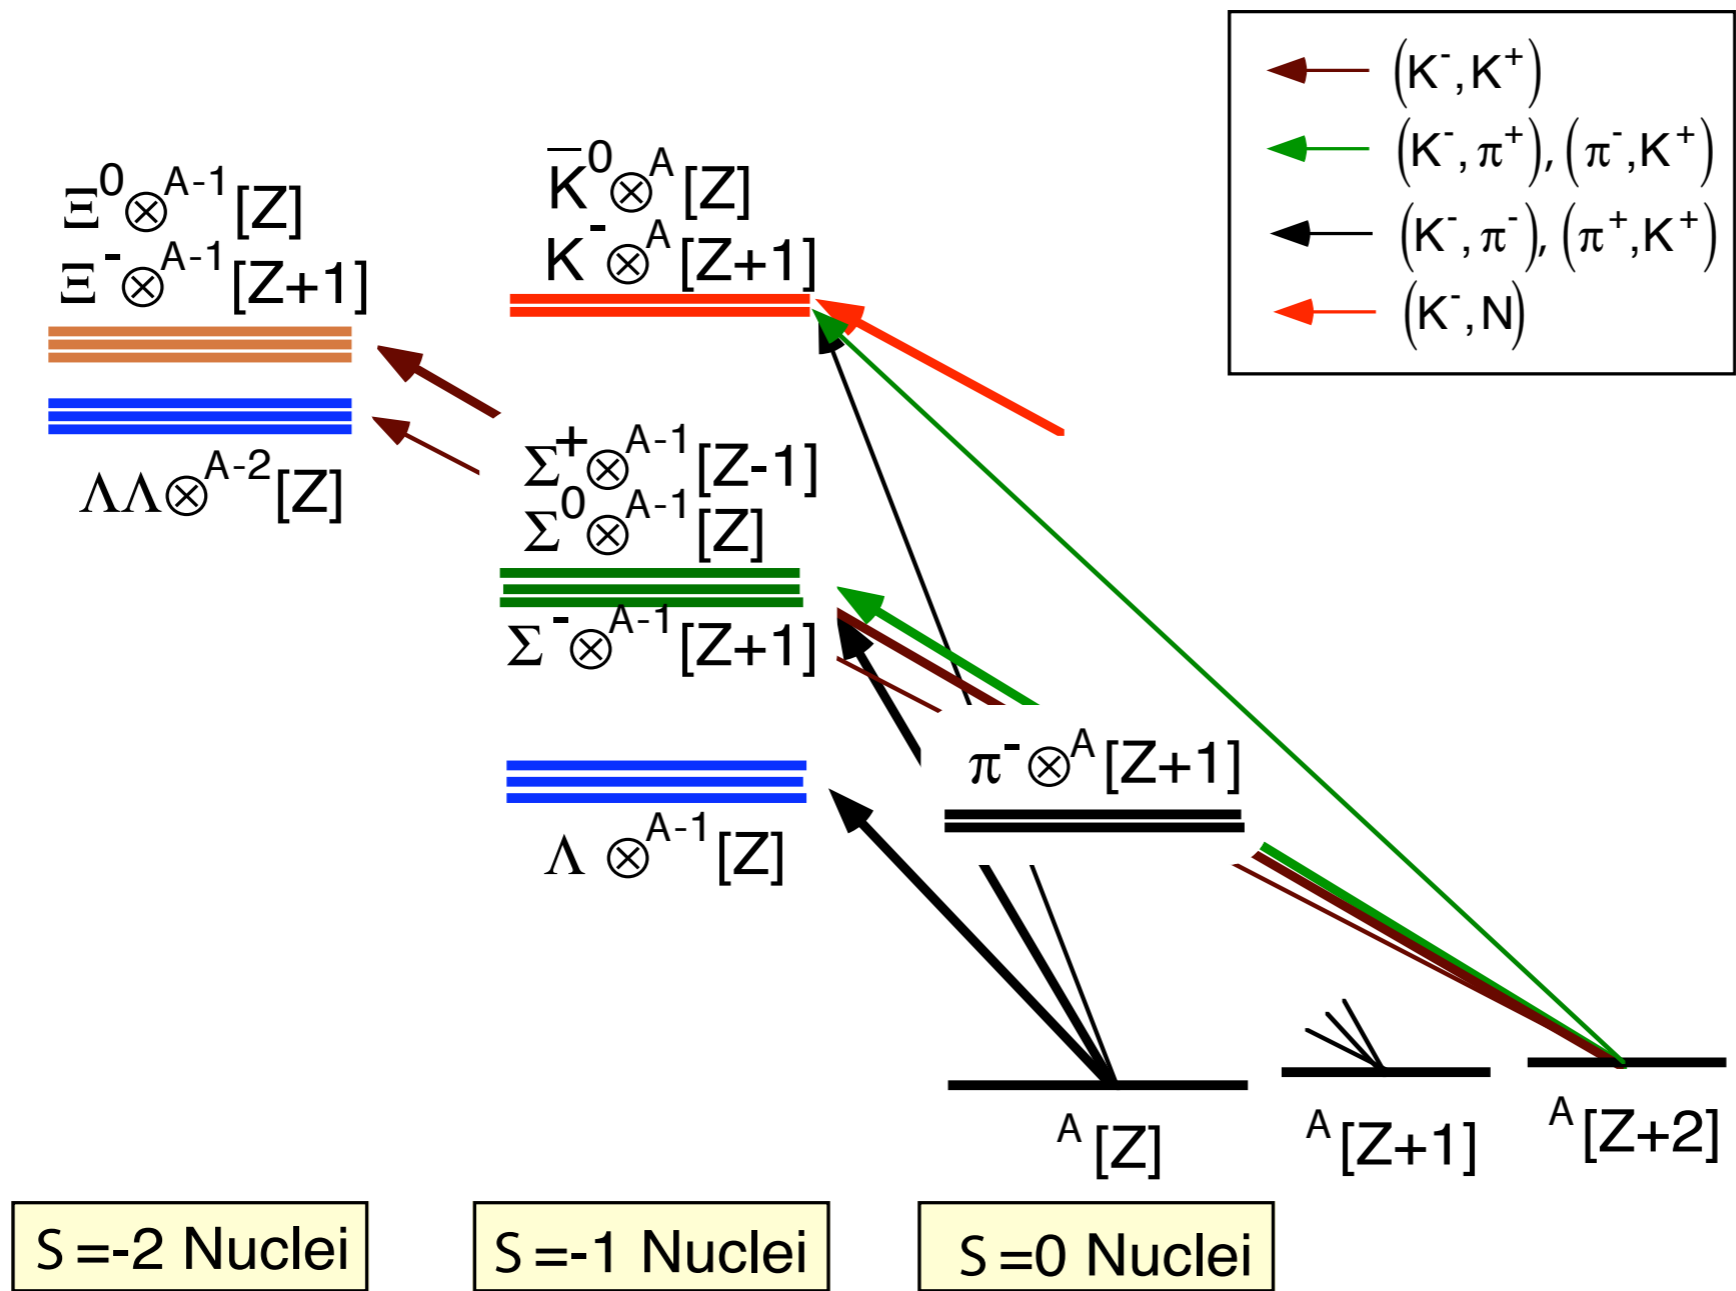 (K⁻,K⁺)
(K⁻,π⁺), (π⁻,K⁺)
(K⁻,π⁻), (π⁺,K⁺)
(K⁻,N)
Ξ⁰⊗ᴬ⁻¹[Z]
Ξ⁻⊗ᴬ⁻¹[Z+1]
ΛΛ⊗ᴬ⁻²[Z]
K̅⁰⊗ᴬ[Z]
K⁻⊗ᴬ[Z+1]
Σ⁺⊗ᴬ⁻¹[Z-1]
Σ⁰⊗ᴬ⁻¹[Z]
Σ⁻⊗ᴬ⁻¹[Z+1]
Λ ⊗ᴬ⁻¹[Z]
π⁻⊗ᴬ[Z+1]
ᴬ[Z]
ᴬ[Z+1]
ᴬ[Z+2]
S =-2 Nuclei
S =-1 Nuclei
S =0 Nuclei